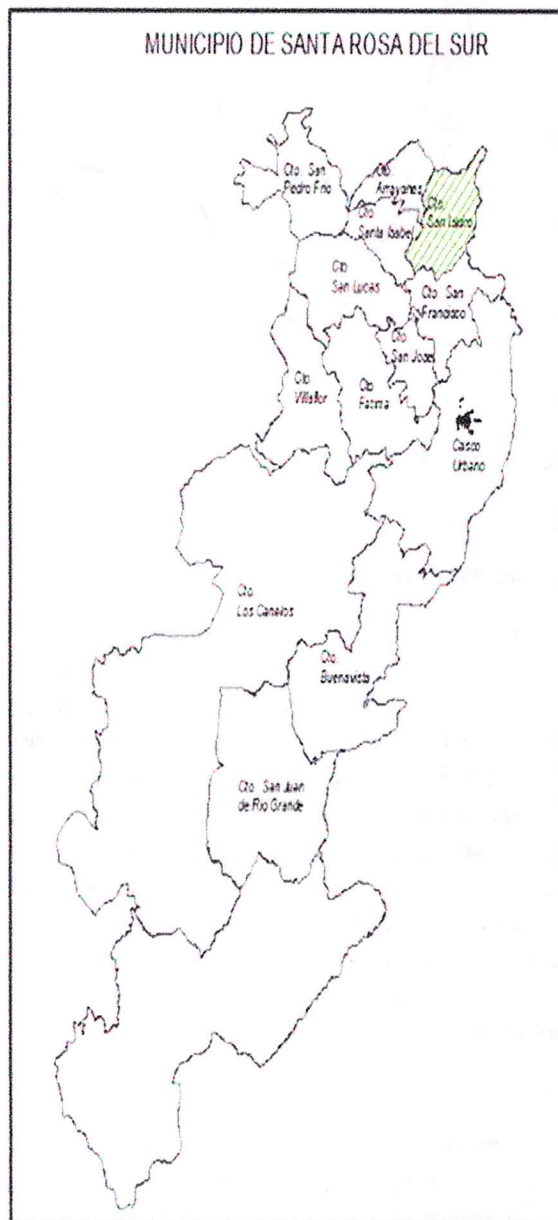 MUNICIPIO DE SANTA ROSA DEL SUR
Cto. San
Pedro Frio
Cto.
Arrayanes
Cto.
Santa Isabel
Cto.
San Isidro
Cto.
San Lucas
Cto. San
Francisco
Cto.
San Jose
Cto.
Villaflor
Cto.
Fatima
Casco
Urbano
Cto.
Los Canelos
Cto.
Buenavista
Cto. San Juan
de Rio Grande